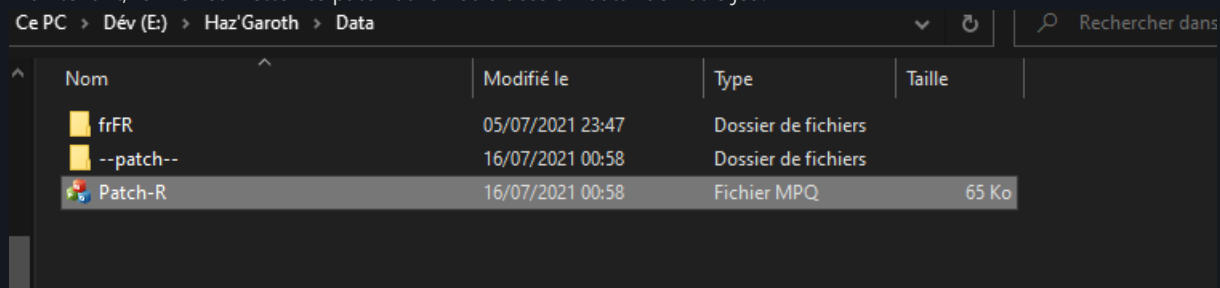 Ce PC > Dév (E:) > Haz'Garoth > Data
Rechercher dans
Nom Modifié le Type Taille
frFR 05/07/2021 23:47 Dossier de fichiers
--patch-- 16/07/2021 00:58 Dossier de fichiers
Patch-R 16/07/2021 00:58 Fichier MPQ 65 Ko